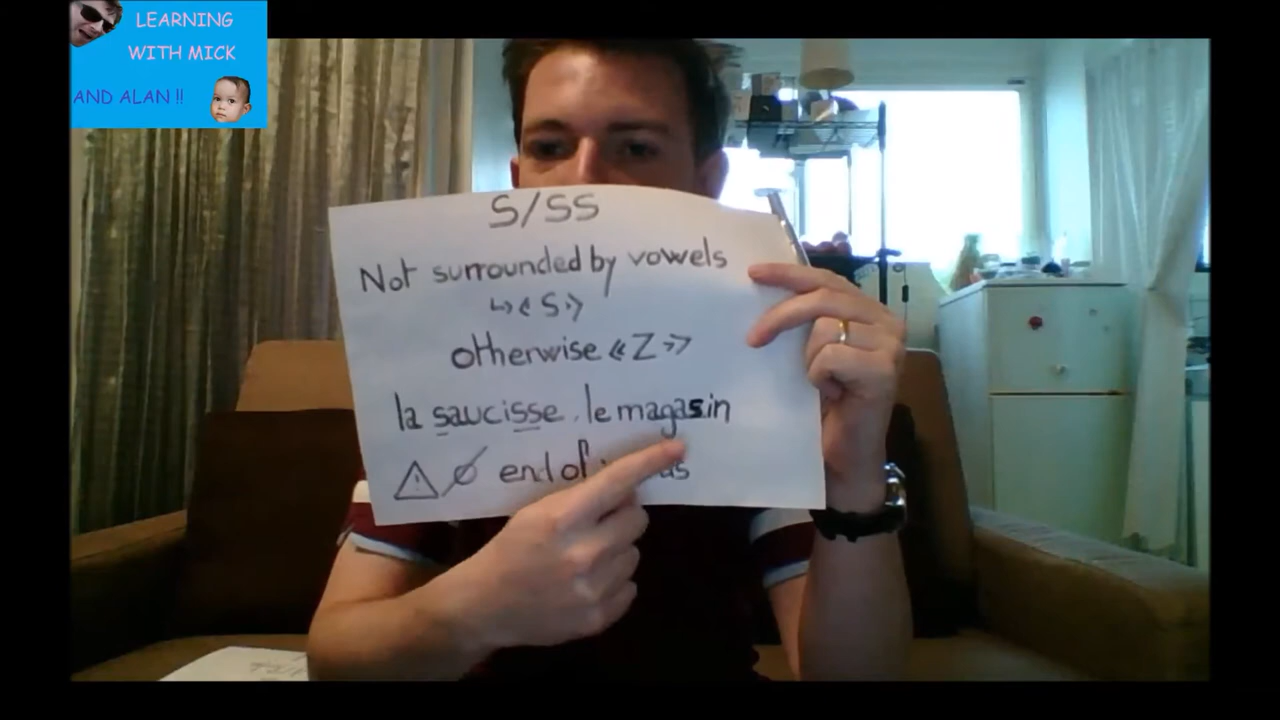 LEARNING
WITH MICK
AND ALAN !!
S/SS
Not surrounded by vowels
↳ « S »
otherwise « Z »
la saucisse, le magasin
⚠ Ø end of